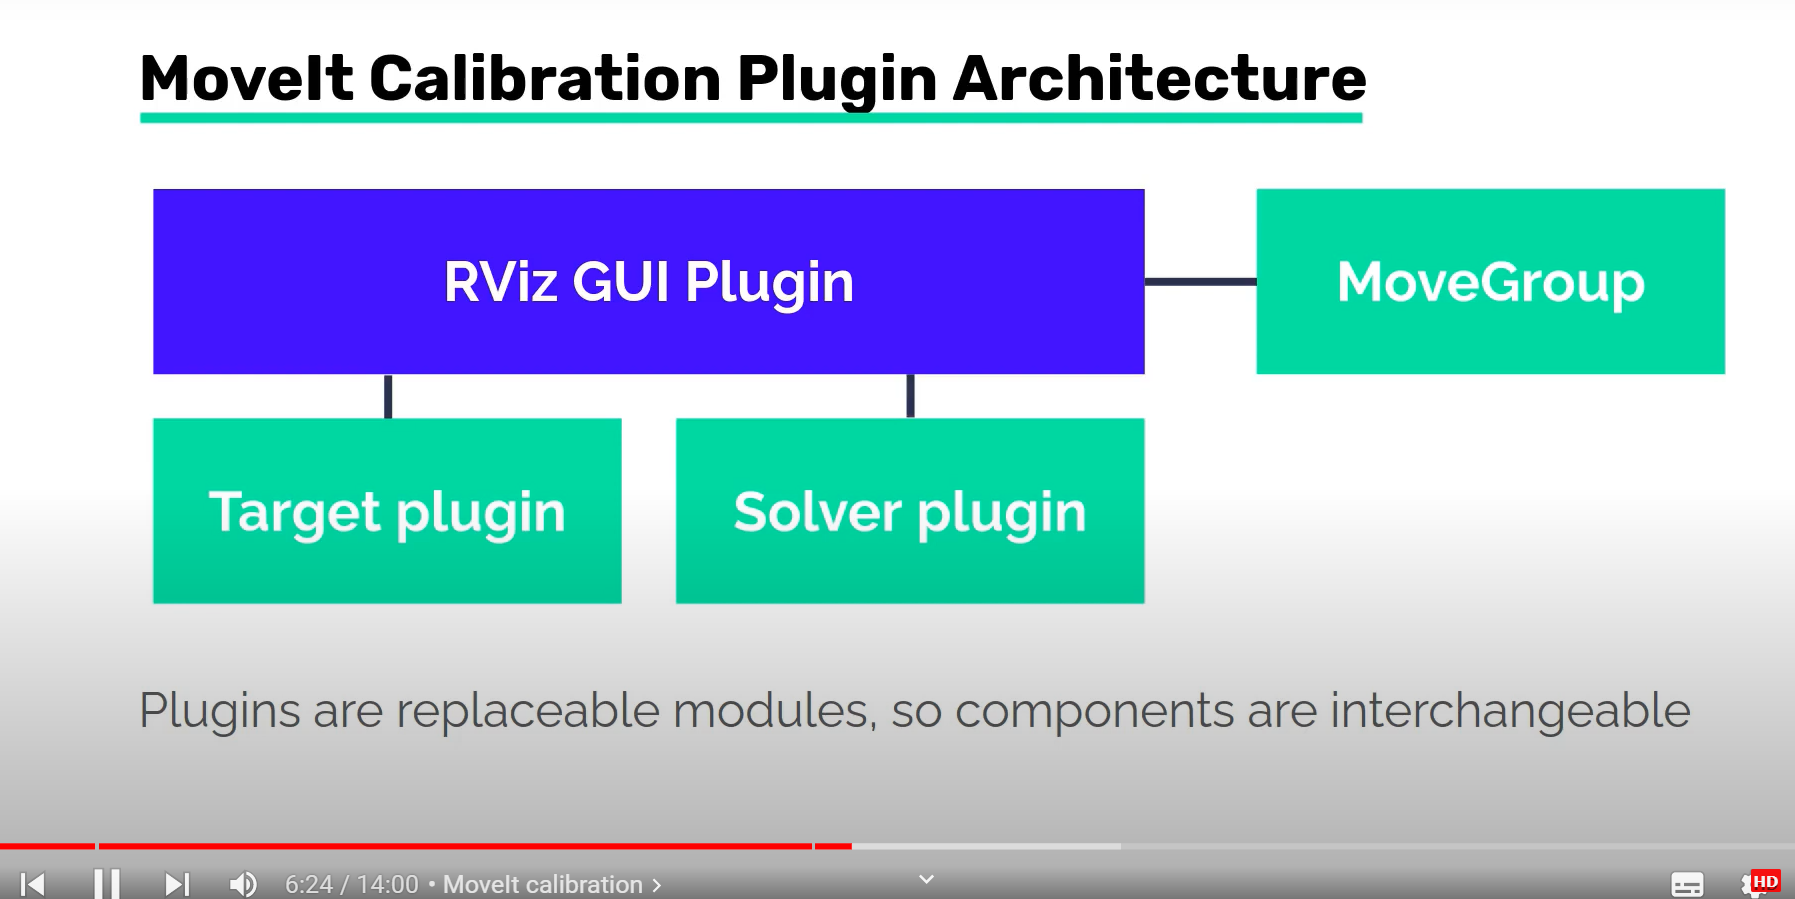 MoveIt Calibration Plugin Architecture
RViz GUI Plugin
MoveGroup
Target plugin
Solver plugin
Plugins are replaceable modules, so components are interchangeable
6:24 / 14:00 • MoveIt calibration >
HD